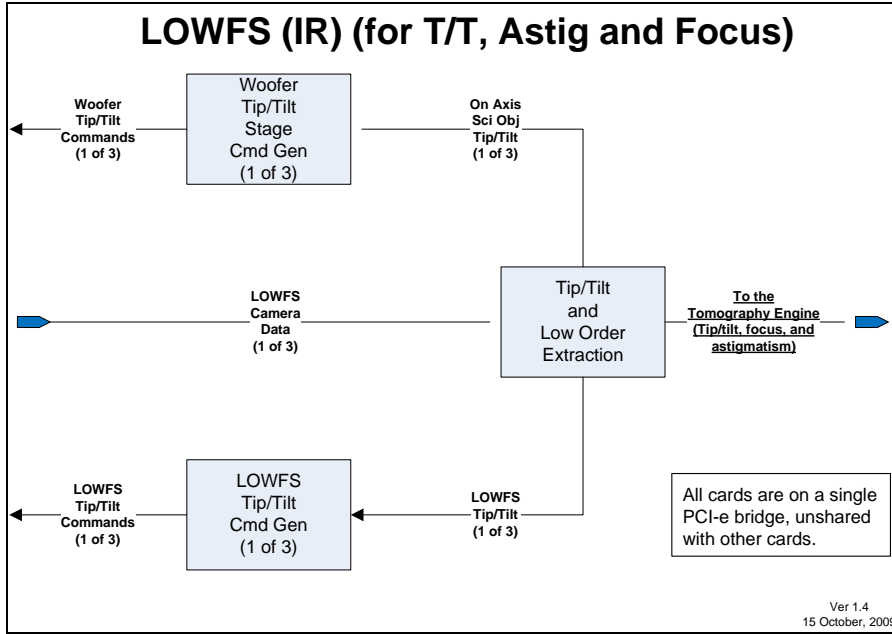 LOWFS (IR) (for T/T, Astig and Focus)
Woofer
Tip/Tilt
Commands
(1 of 3)
Woofer
Tip/Tilt
Stage
Cmd Gen
(1 of 3)
On Axis
Sci Obj
Tip/Tilt
(1 of 3)
LOWFS
Camera
Data
(1 of 3)
Tip/Tilt
and
Low Order
Extraction
To the
Tomography Engine
(Tip/tilt, focus, and
astigmatism)
LOWFS
Tip/Tilt
Commands
(1 of 3)
LOWFS
Tip/Tilt
Cmd Gen
(1 of 3)
LOWFS
Tip/Tilt
(1 of 3)
All cards are on a single
PCI-e bridge, unshared
with other cards.
Ver 1.4
15 October, 2009